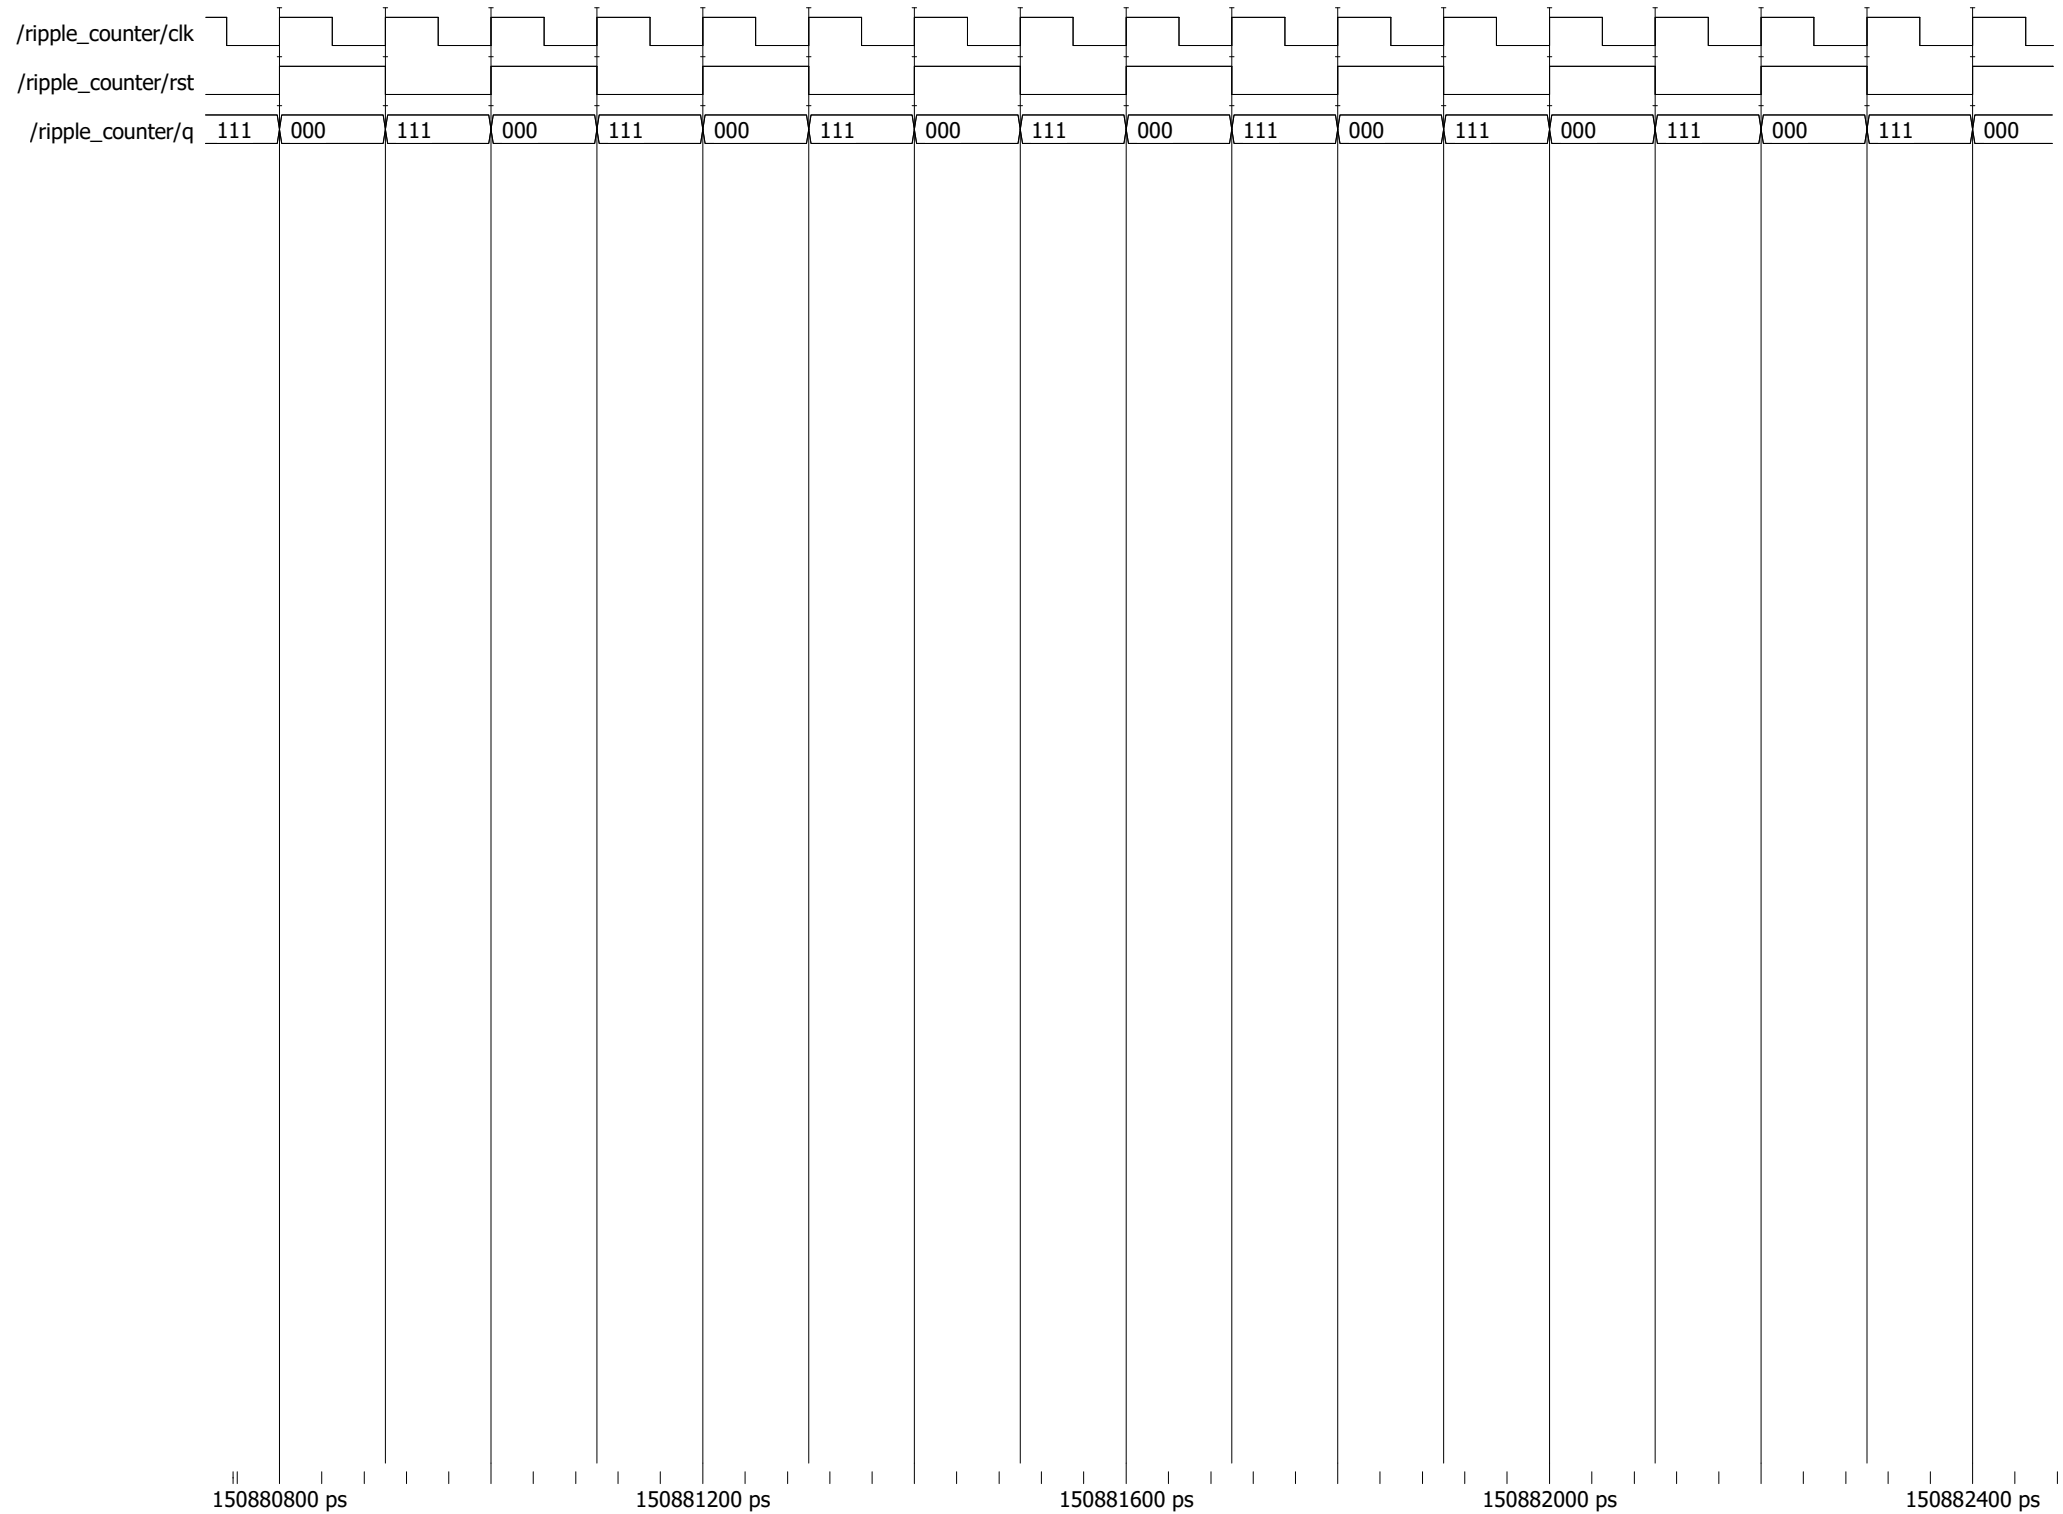 /ripple_counter/clk
/ripple_counter/rst
/ripple_counter/q 111 000 111 000 111 000 111 000 111 000 111 000 111 000 111 000 111 000
150880800 ps 150881200 ps 150881600 ps 150882000 ps 150882400 ps